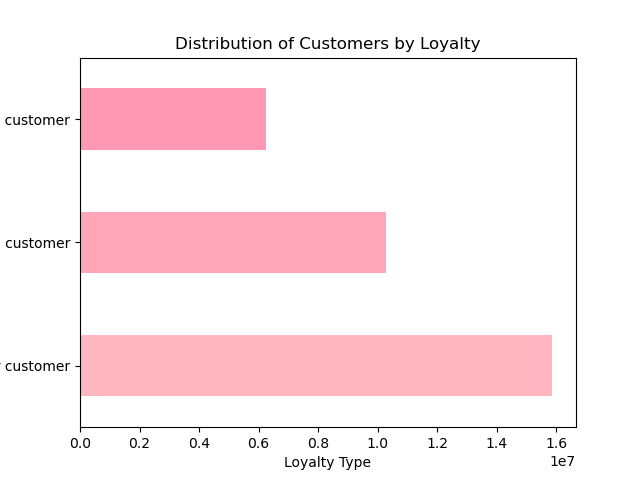 Distribution of Customers by Loyalty
customer
customer
customer
0.0 0.2 0.4 0.6 0.8 1.0 1.2 1.4 1.6
1e7
Loyalty Type